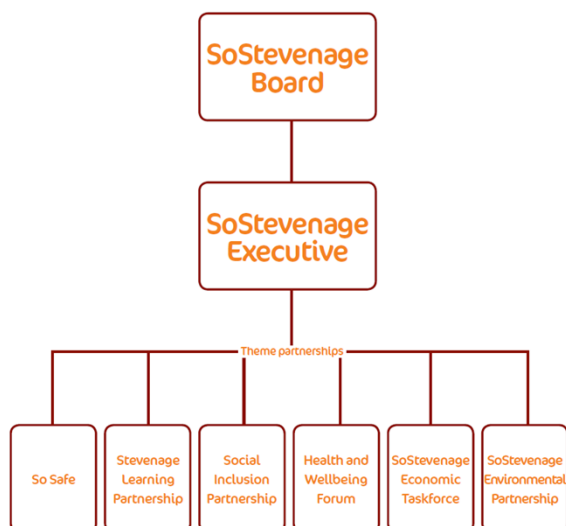 SoStevenage
Board
SoStevenage
Executive
Theme partnerships
So Safe
Stevenage
Learning
Partnership
Social
Inclusion
Partnership
Health and
Wellbeing
Forum
SoStevenage
Economic
Taskforce
SoStevenage
Environmental
Partnership